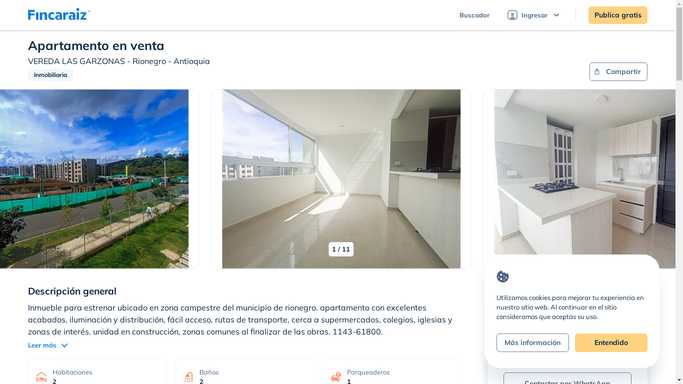 Fincaraiz
Buscador
Ingresar
Publica gratis
Apartamento en venta
VEREDA LAS GARZONAS - Rionegro - Antioquia
Inmobiliaria
Compartir
1 / 11
Descripción general
Inmueble para estrenar ubicado en zona campestre del municipio de rionegro. apartamento con excelentes
acabados, iluminación y distribución, fácil acceso, rutas de transporte, cerca a supermercados, colegios, iglesias y
zonas de interés. unidad en construcción, zonas comunes al finalizar de las obras. 1143-61800.
Leer más
Habitaciones
2
Baños
2
Parqueaderos
1
Utilizamos cookies para mejorar tu experiencia en
nuestro sitio web. Al continuar en el sitio
consideramos que aceptas su uso.
Más información
Entendido
Contactar por WhatsApp